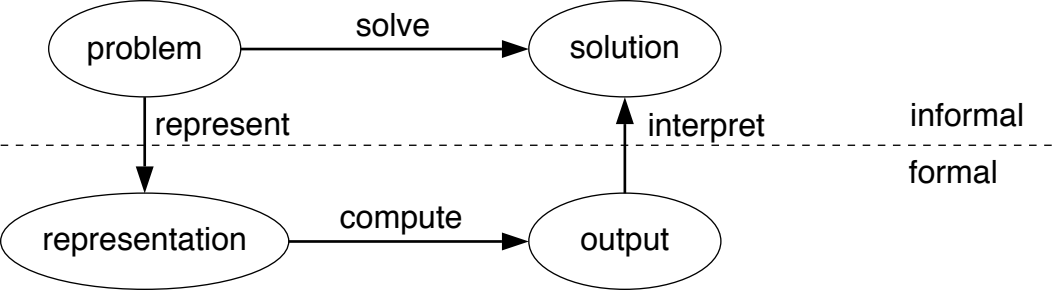 problem
solve
solution
represent
interpret
informal
formal
representation
compute
output